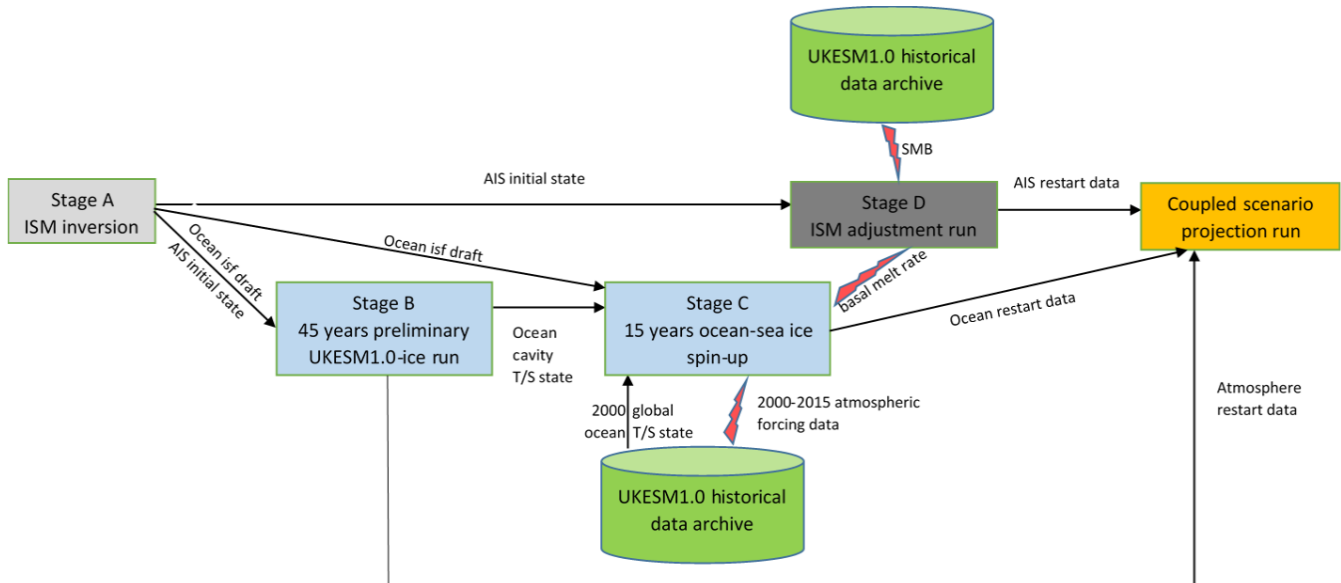 UKESM1.0 historical
data archive
SMB
AIS initial state
AIS restart data
Stage A
ISM inversion
Stage D
ISM adjustment run
Coupled scenario
projection run
Ocean isf draft
Ocean isf draft
AIS initial state
basal melt rate
Stage B
45 years preliminary
UKESM1.0-ice run
Ocean
cavity
T/S state
Stage C
15 years ocean-sea ice
spin-up
Ocean restart data
Atmosphere
restart data
2000 global
ocean T/S state
2000-2015 atmospheric
forcing data
UKESM1.0 historical
data archive